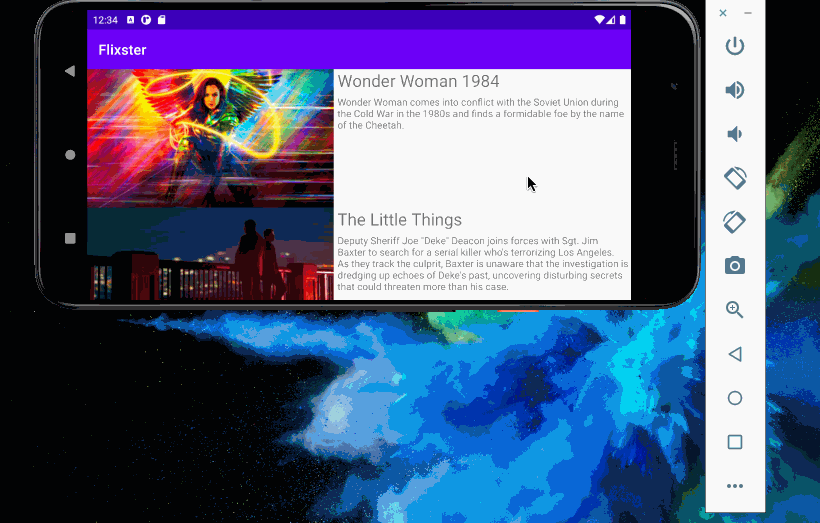 12:34
Flixster
Wonder Woman 1984
Wonder Woman comes into conflict with the Soviet Union during
the Cold War in the 1980s and finds a formidable foe by the name
of the Cheetah.
The Little Things
Deputy Sheriff Joe "Deke" Deacon joins forces with Sgt. Jim
Baxter to search for a serial killer who's terrorizing Los Angeles.
As they track the culprit, Baxter is unaware that the investigation is
dredging up echoes of Deke's past, uncovering disturbing secrets
that could threaten more than his case.